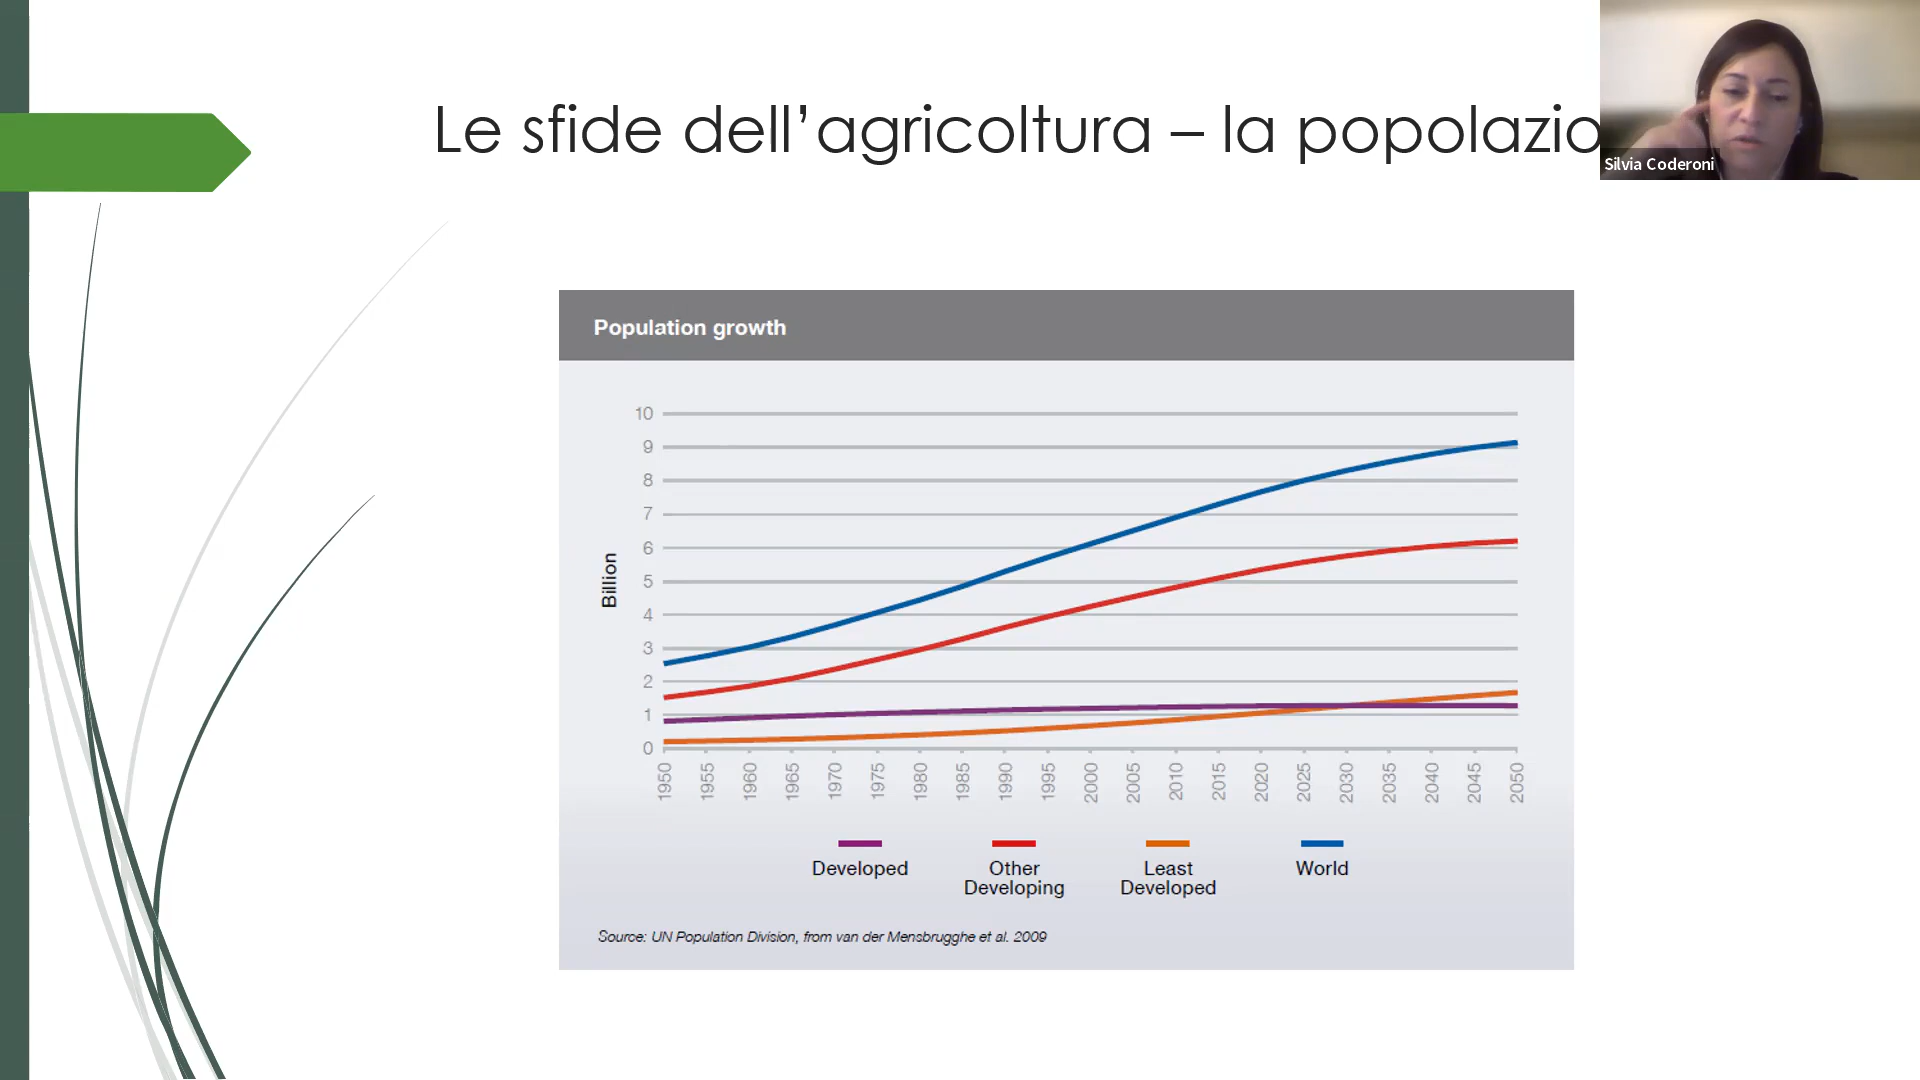 Le sfide dell’agricoltura – la popolazio
Silvia Coderoni
Population growth
10
9
8
7
6
5
4
3
2
1
0
Billion
1950
1955
1960
1965
1970
1975
1980
1985
1990
1995
2000
2005
2010
2015
2020
2025
2030
2035
2040
2045
2050
Developed
Other
Developing
Least
Developed
World
Source: UN Population Division, from van der Mensbrugghe et al. 2009